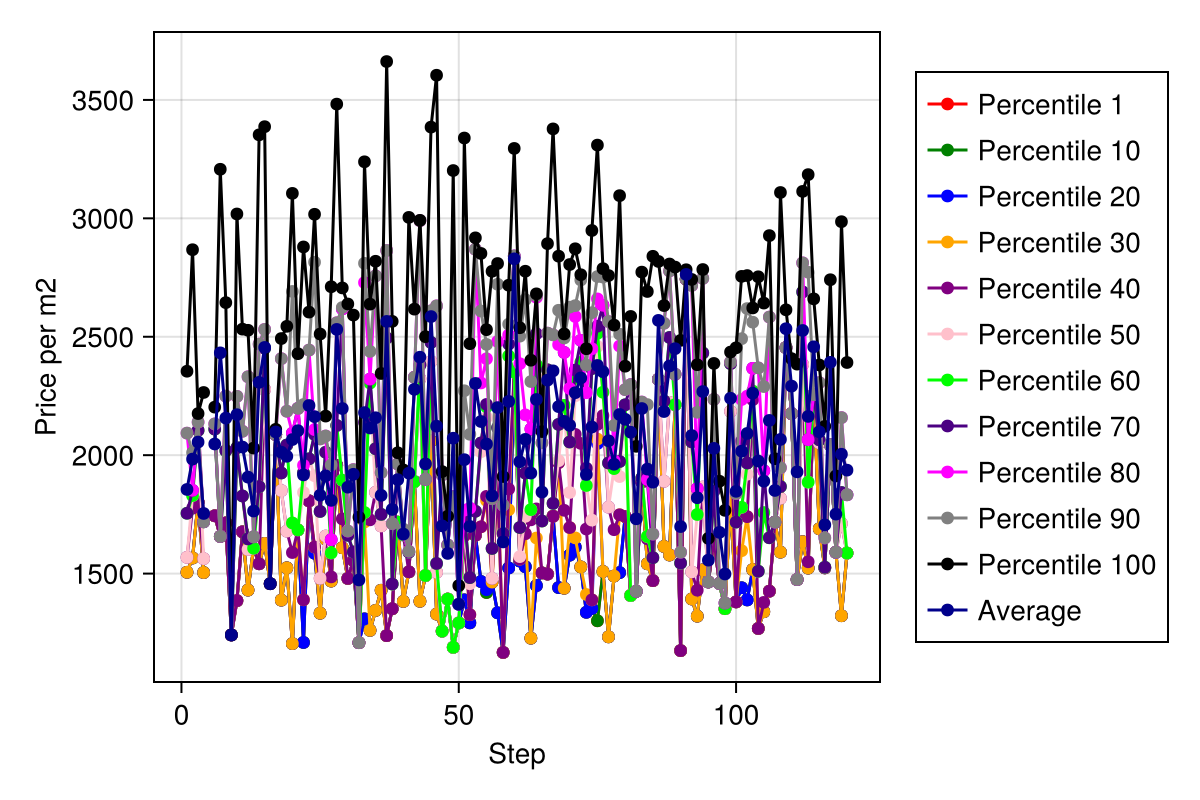 3500
3000
2500
2000
1500
0
50
100
Price per m2
Step
Percentile 1
Percentile 10
Percentile 20
Percentile 30
Percentile 40
Percentile 50
Percentile 60
Percentile 70
Percentile 80
Percentile 90
Percentile 100
Average